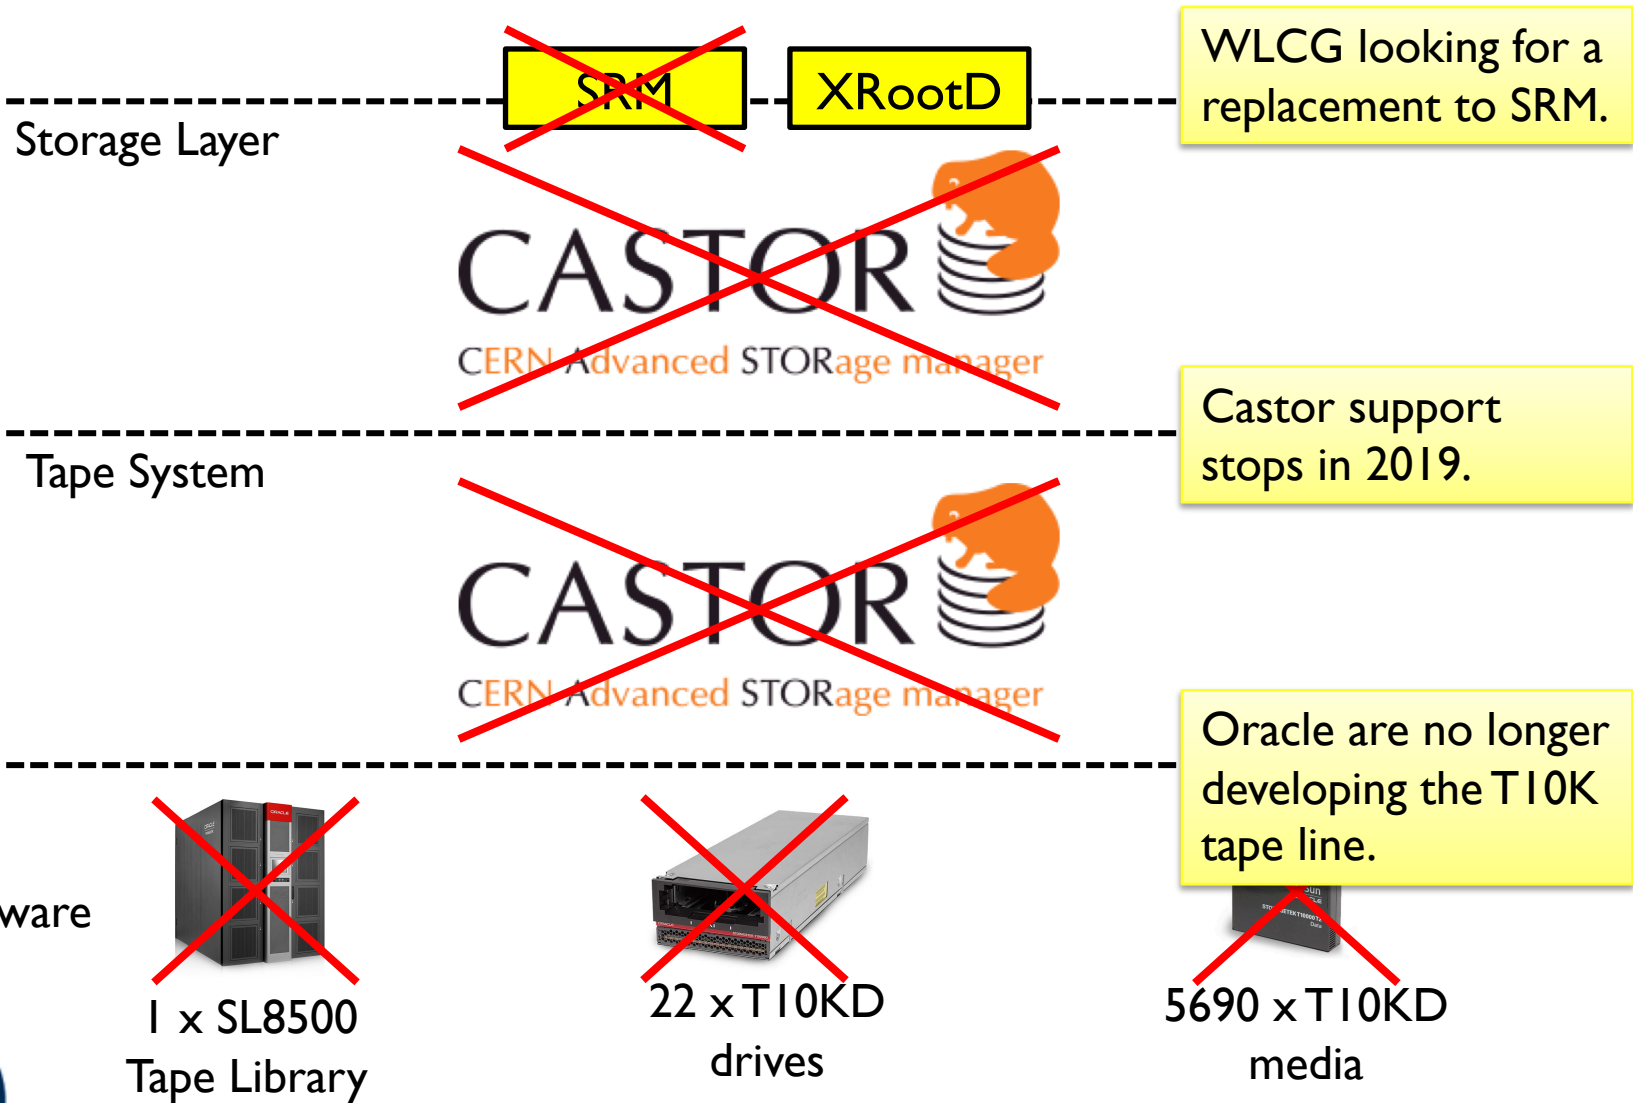 SRM
XRootD
WLCG looking for a
replacement to SRM.
Storage Layer
CASTOR
CERN Advanced STORage manager
Castor support
stops in 2019.
Tape System
CASTOR
CERN Advanced STORage manager
Oracle are no longer
developing the T10K
tape line.
ware
ORACLE
1 x SL8500
Tape Library
22 x T10KD
drives
5690 x T10KD
media